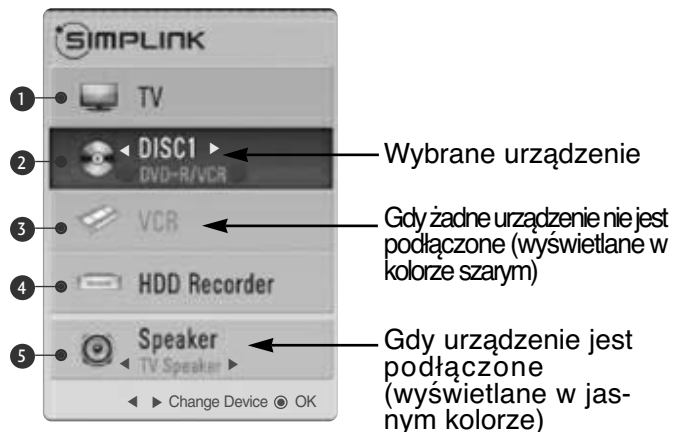 SIMPLINK
1 TV
2 ◄ DISC1 ►
DVD-R/VCR
Wybrane urządzenie
3 VCR
Gdy żadne urządzenie nie jest
podłączone (wyświetlane w
kolorze szarym)
4 HDD Recorder
5 Speaker
◄ TV Speaker ►
Gdy urządzenie jest
podłączone
(wyświetlane w jas-
nym kolorze)
◄ ► Change Device ◉ OK